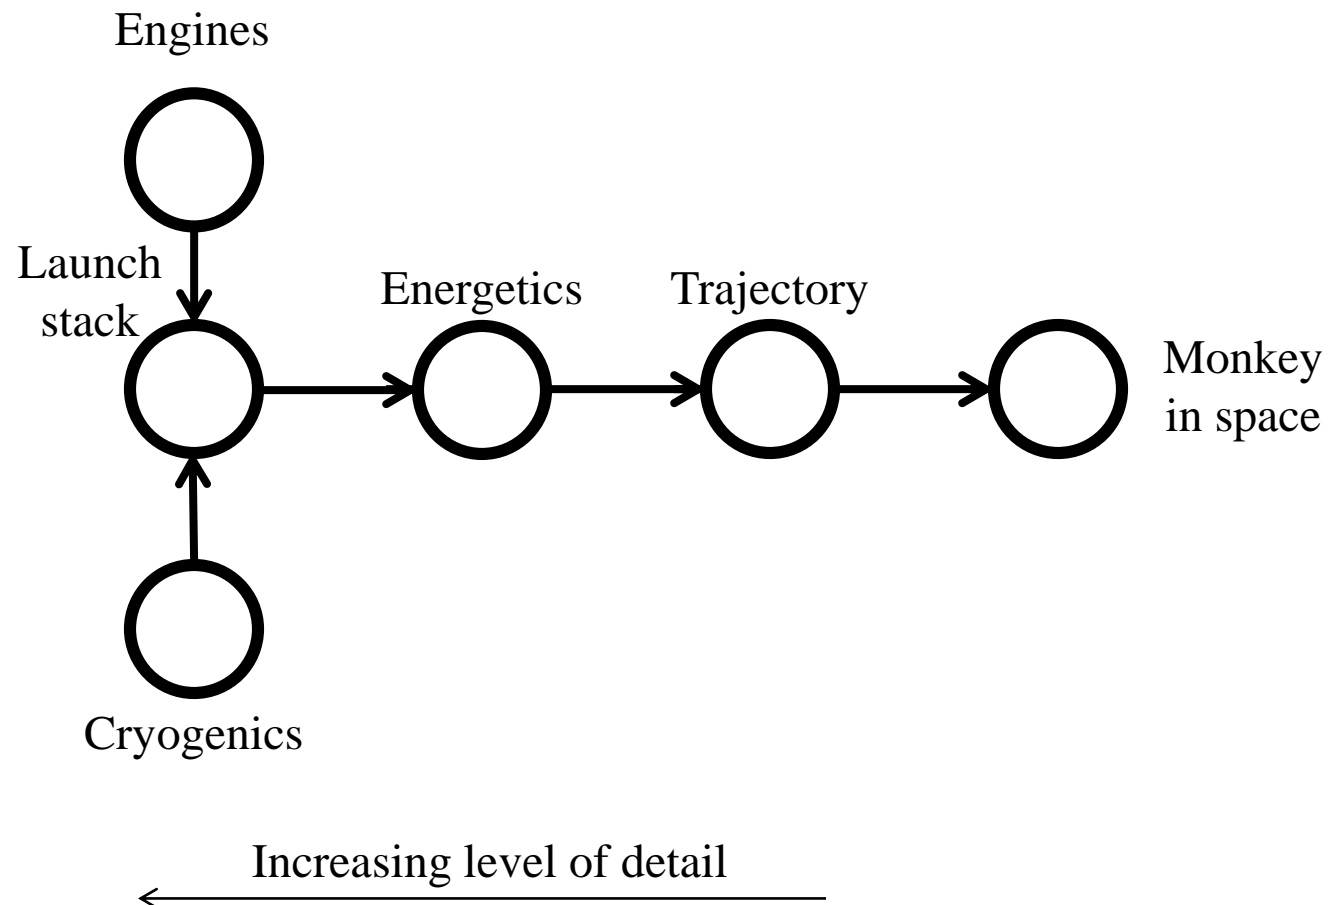 Engines
Launch
stack
Energetics
Trajectory
Monkey
in space
Cryogenics
Increasing level of detail